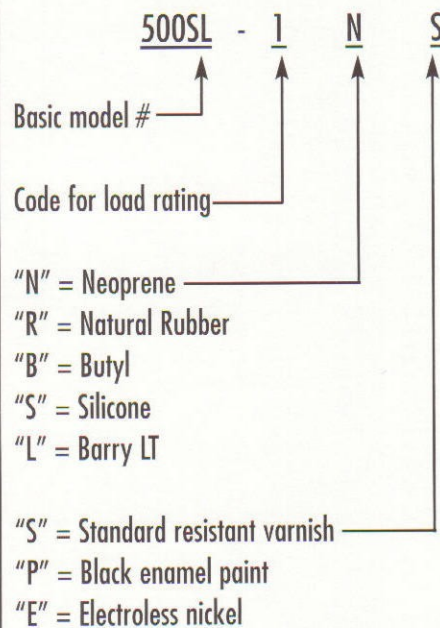 500SL - 1 N S
Basic model #
Code for load rating
"N" = Neoprene
"R" = Natural Rubber
"B" = Butyl
"S" = Silicone
"L" = Barry LT
"S" = Standard resistant varnish
"P" = Black enamel paint
"E" = Electroless nickel